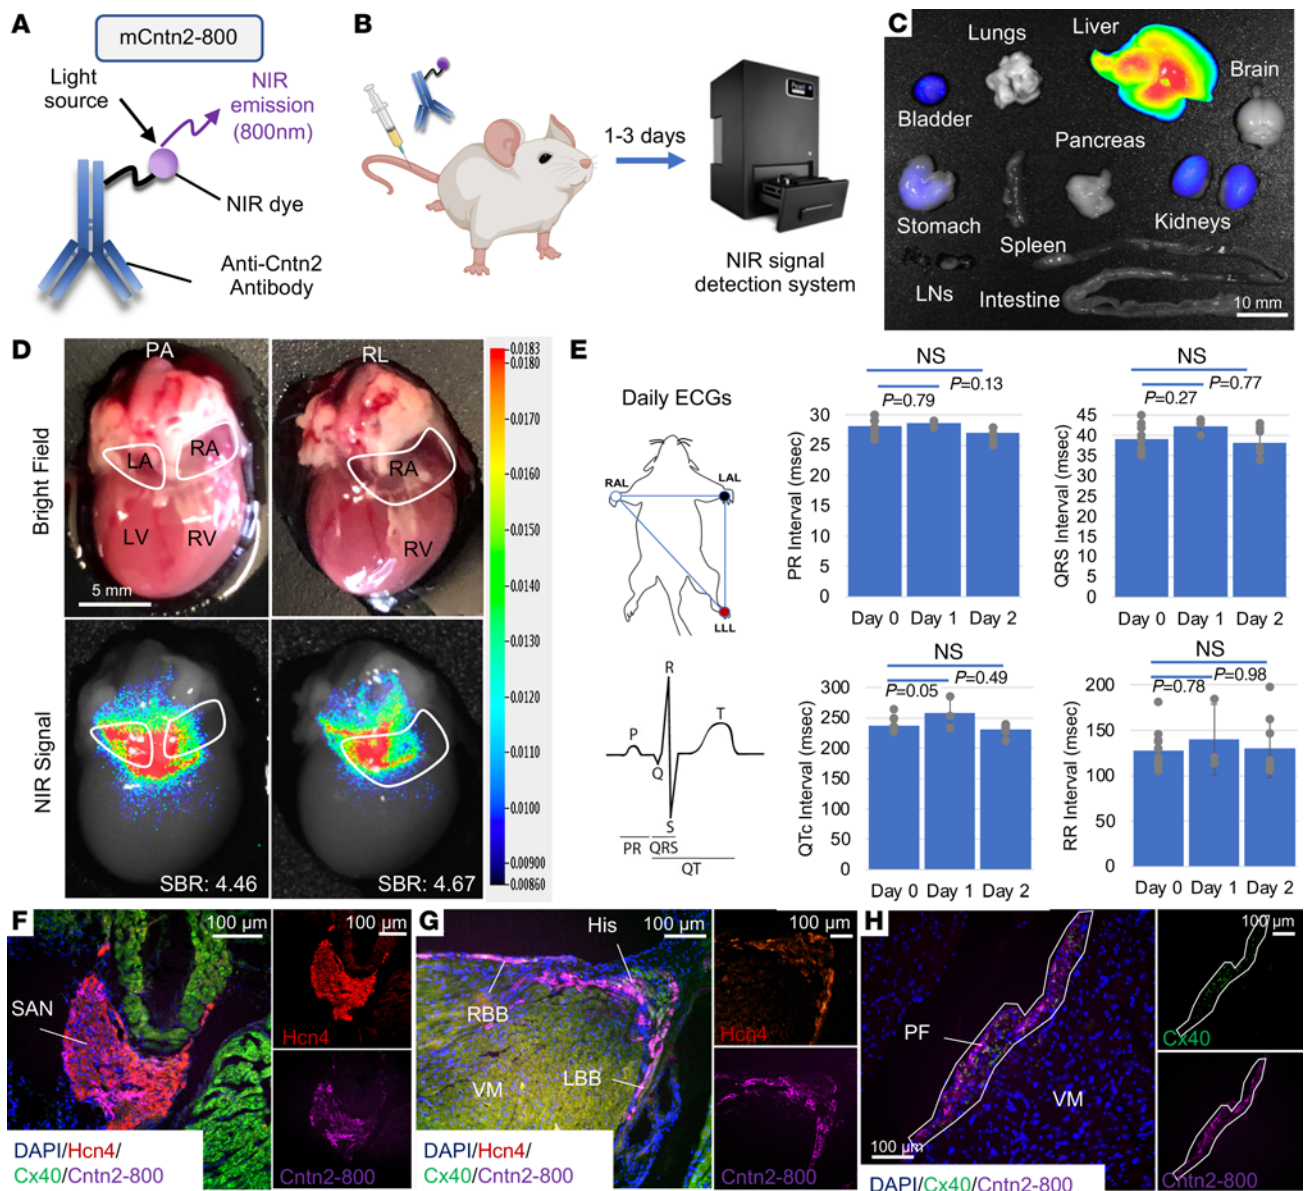 A
mCntn2-800
Light
source
NIR
emission
(800nm)
NIR dye
Anti-Cntn2
Antibody
B
1-3 days
NIR signal
detection system
C
Lungs
Liver
Brain
Bladder
Pancreas
Stomach
Spleen
Kidneys
LNs
Intestine
10 mm
D
PA
RL
Bright Field
LA
RA
RA
LV
RV
RV
5 mm
NIR Signal
SBR: 4.46
SBR: 4.67
0.0183
0.0180
0.0170
0.0160
0.0150
0.0140
0.0130
0.0120
0.0110
0.0100
0.00900
0.00860
E
Daily ECGs
RAL
LAL
LLL
R
P
T
Q
S
PR
QRS
QT
NS
P=0.13
P=0.79
PR Interval (msec)
30
25
20
15
10
5
0
Day 0 Day 1 Day 2
NS
P=0.77
P=0.27
QRS Interval (msec)
45
40
35
30
25
20
15
10
5
0
Day 0 Day 1 Day 2
NS
P=0.49
P=0.05
QTc Interval (msec)
300
250
200
150
100
50
0
Day 0 Day 1 Day 2
NS
P=0.98
P=0.78
RR Interval (msec)
200
150
100
50
0
Day 0 Day 1 Day 2
F
100 µm
100 µm
SAN
Hcn4
DAPI/Hcn4/
Cx40/Cntn2-800
Cntn2-800
G
His
100 µm
100 µm
RBB
LBB
VM
Hcn4
DAPI/Hcn4/
Cx40/Cntn2-800
Cntn2-800
H
100 µm
PF
VM
Cx40
100 µm
DAPI/Cx40/Cntn2-800
Cntn2-800